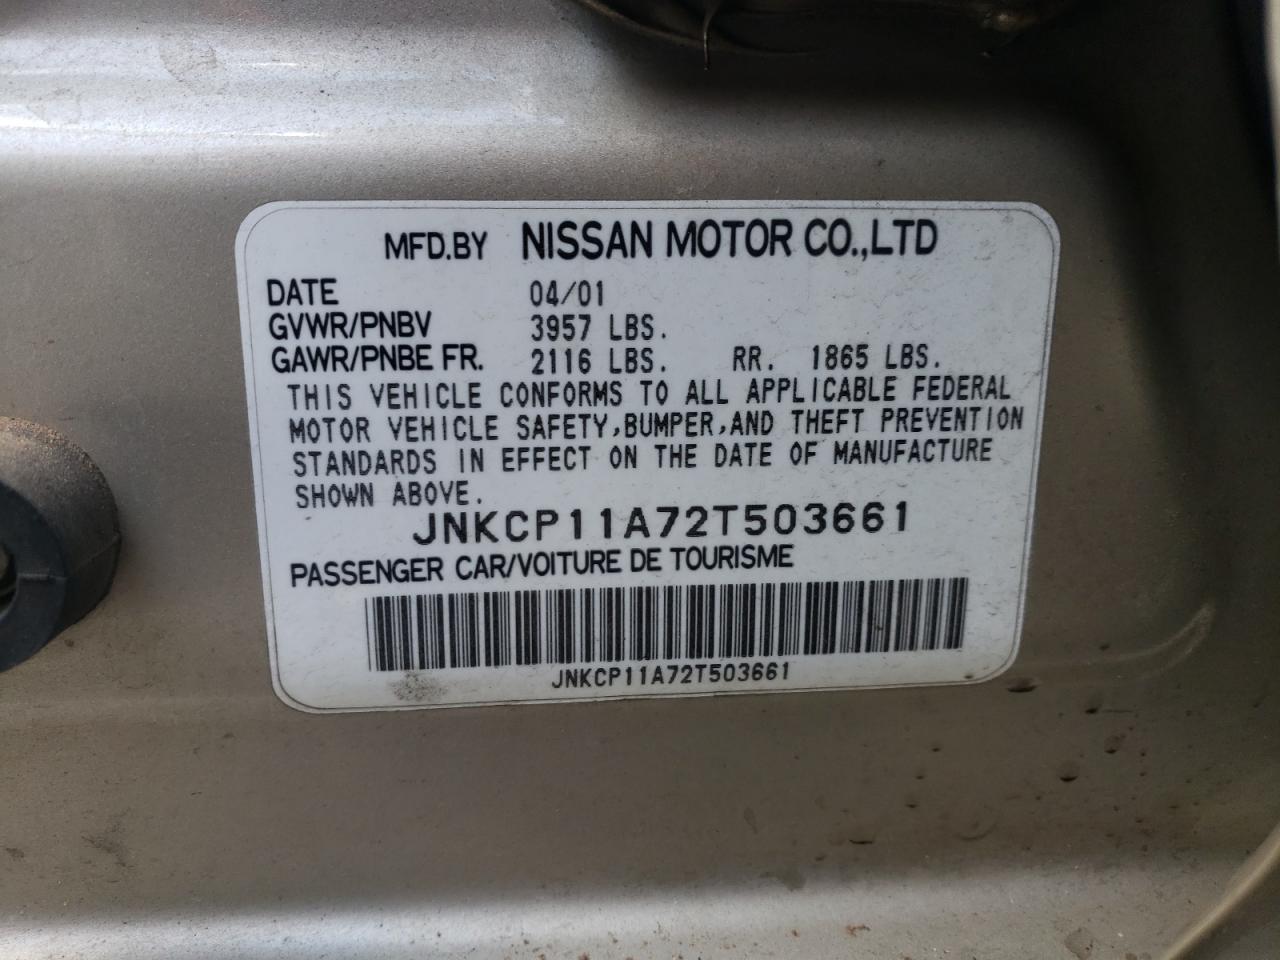 MFD.BY NISSAN MOTOR CO.,LTD
DATE 04/01
GVWR/PNBV 3957 LBS.
GAWR/PNBE FR. 2116 LBS. RR. 1865 LBS.
THIS VEHICLE CONFORMS TO ALL APPLICABLE FEDERAL
MOTOR VEHICLE SAFETY,BUMPER,AND THEFT PREVENTION
STANDARDS IN EFFECT ON THE DATE OF MANUFACTURE
SHOWN ABOVE.
JNKCP11A72T503661
PASSENGER CAR/VOITURE DE TOURISME
JNKCP11A72T503661